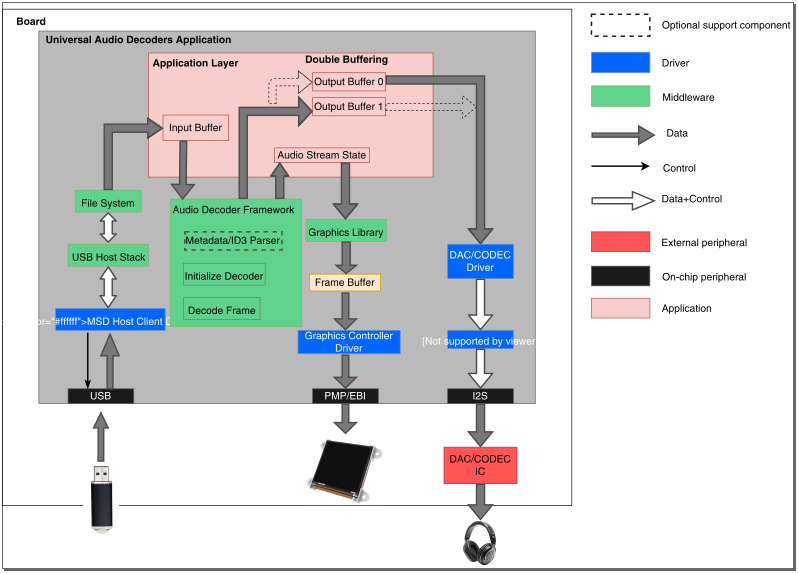 Board
Universal Audio Decoders Application
Application Layer
Double Buffering
Output Buffer 0
Output Buffer 1
Input Buffer
Audio Stream State
File System
Audio Decoder Framework
Metadata/ID3 Parser
Initialize Decoder
Decode Frame
USB Host Stack
or="#ffffff">MSD Host Client D
Graphics Library
Frame Buffer
Graphics Controller
Driver
DAC/CODEC
Driver
[Not supported by viewer
USB
PMP/EBI
I2S
DAC/CODEC
IC
Optional support component
Driver
Middleware
Data
Control
Data+Control
External peripheral
On-chip peripheral
Application